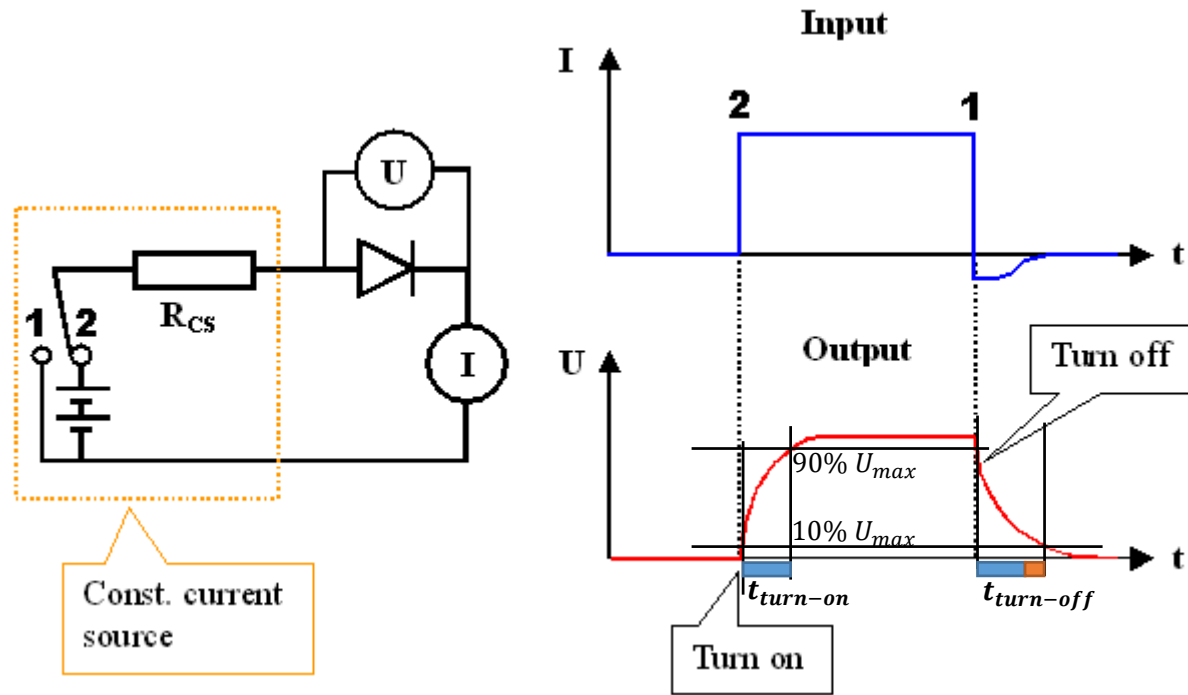 U
1
2
R_CS
I
Const. current
source
Input
I
2
1
t
Output
U
Turn off
90% U_max
10% U_max
t
t_turn-on
t_turn-off
Turn on